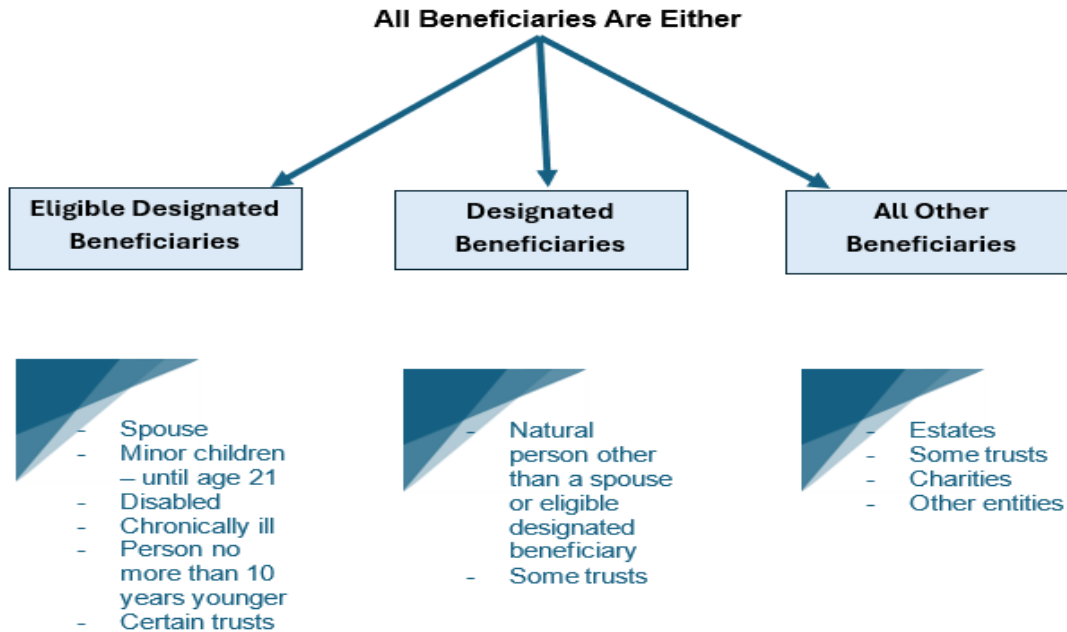 All Beneficiaries Are Either
Eligible Designated
Beneficiaries
Designated
Beneficiaries
All Other
Beneficiaries
- Spouse
- Minor children
– until age 21
- Disabled
- Chronically ill
- Person no
more than 10
years younger
- Certain trusts
- Natural
person other
than a spouse
or eligible
designated
beneficiary
- Some trusts
- Estates
- Some trusts
- Charities
- Other entities